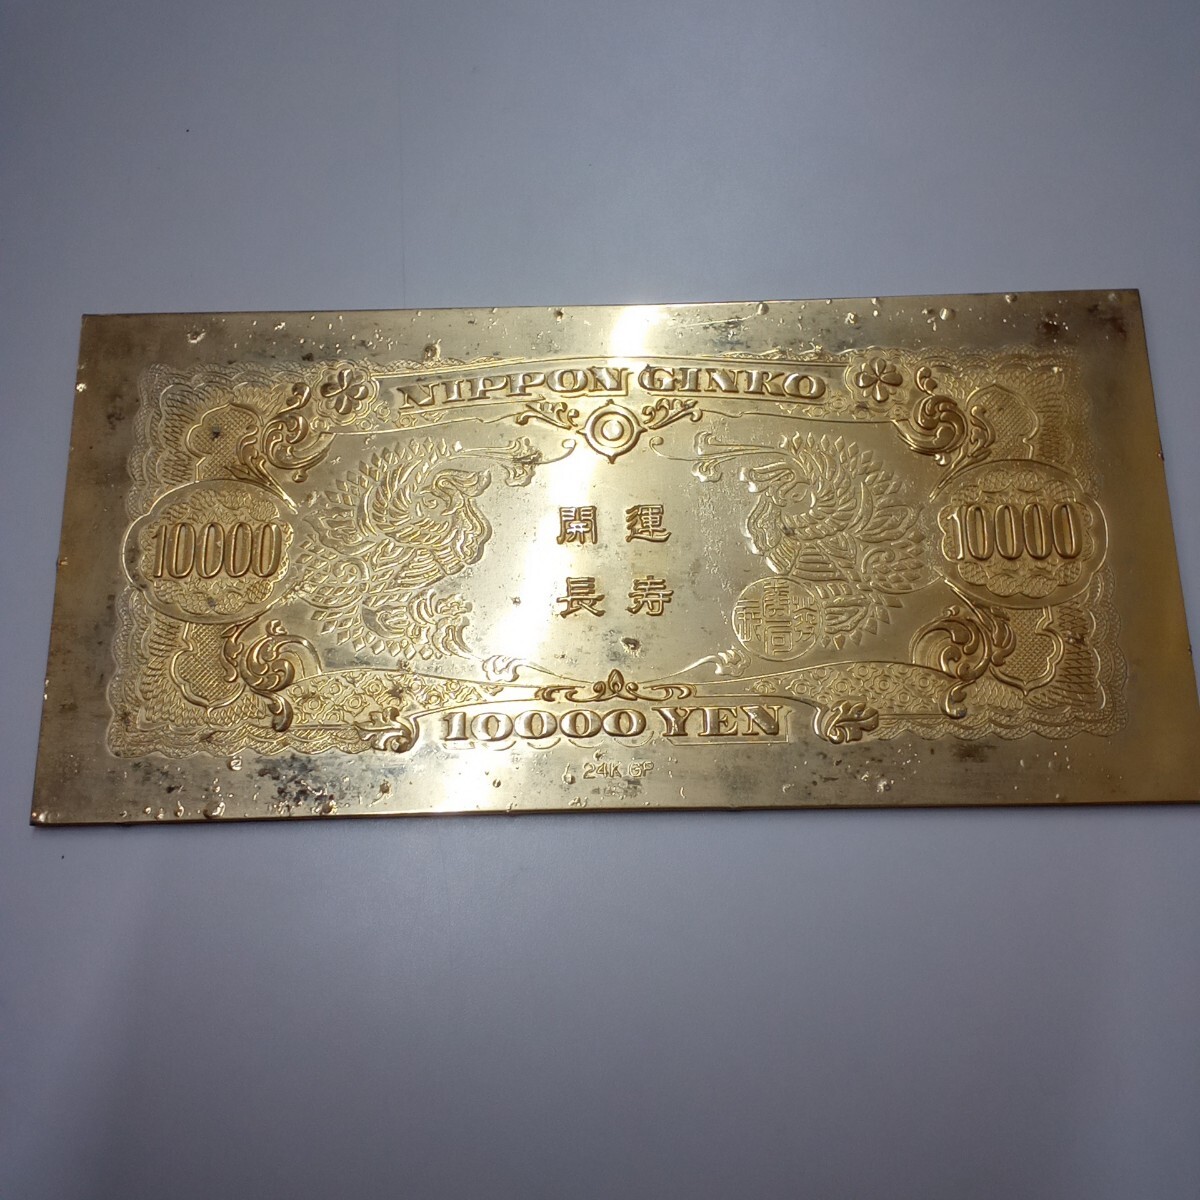 NIPPON GINKO
10000
10000
開運
長寿
10000 YEN
24K GP